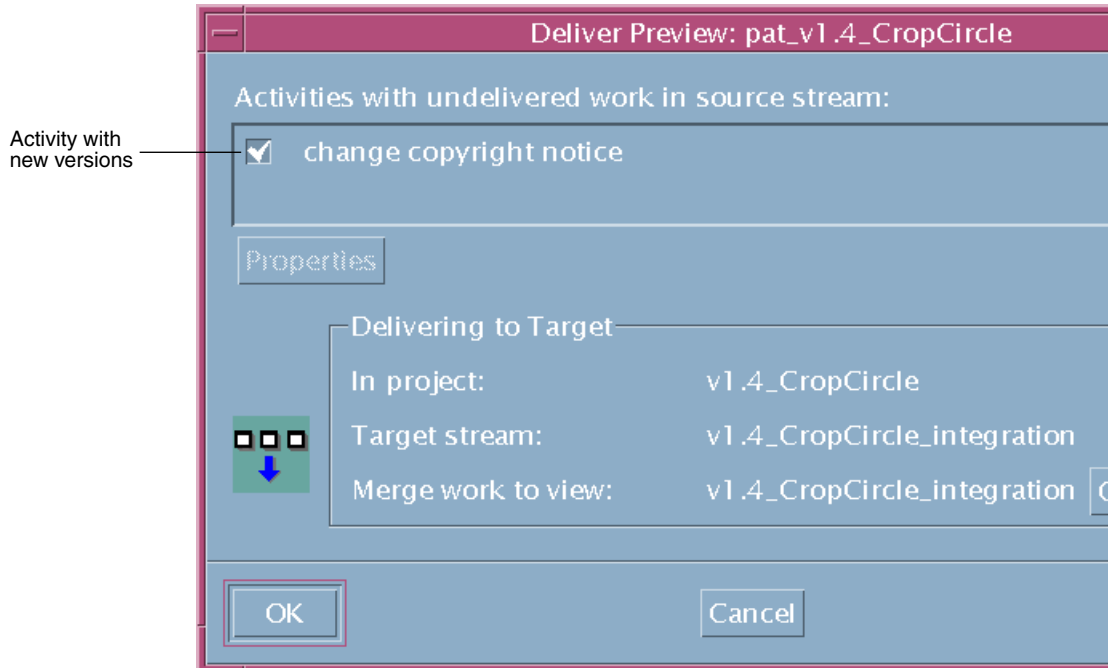 Deliver Preview: pat_v1.4_CropCircle
Activities with undelivered work in source stream:
Activity with
new versions
change copyright notice
Properties
Delivering to Target
In project: v1.4_CropCircle
Target stream: v1.4_CropCircle_integration
Merge work to view: v1.4_CropCircle_integration
OK Cancel